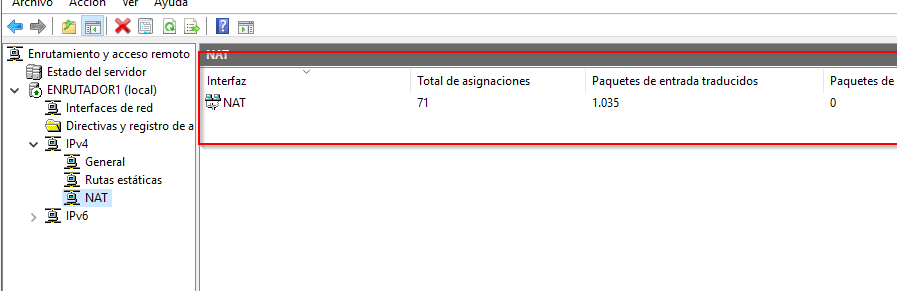 Archivo Acción Ver Ayuda
Enrutamiento y acceso remoto
Estado del servidor
ENRUTADOR1 (local)
Interfaces de red
Directivas y registro de a
IPv4
General
Rutas estáticas
NAT
IPv6
NAT
Interfaz Total de asignaciones Paquetes de entrada traducidos Paquetes de
NAT 71 1.035 0